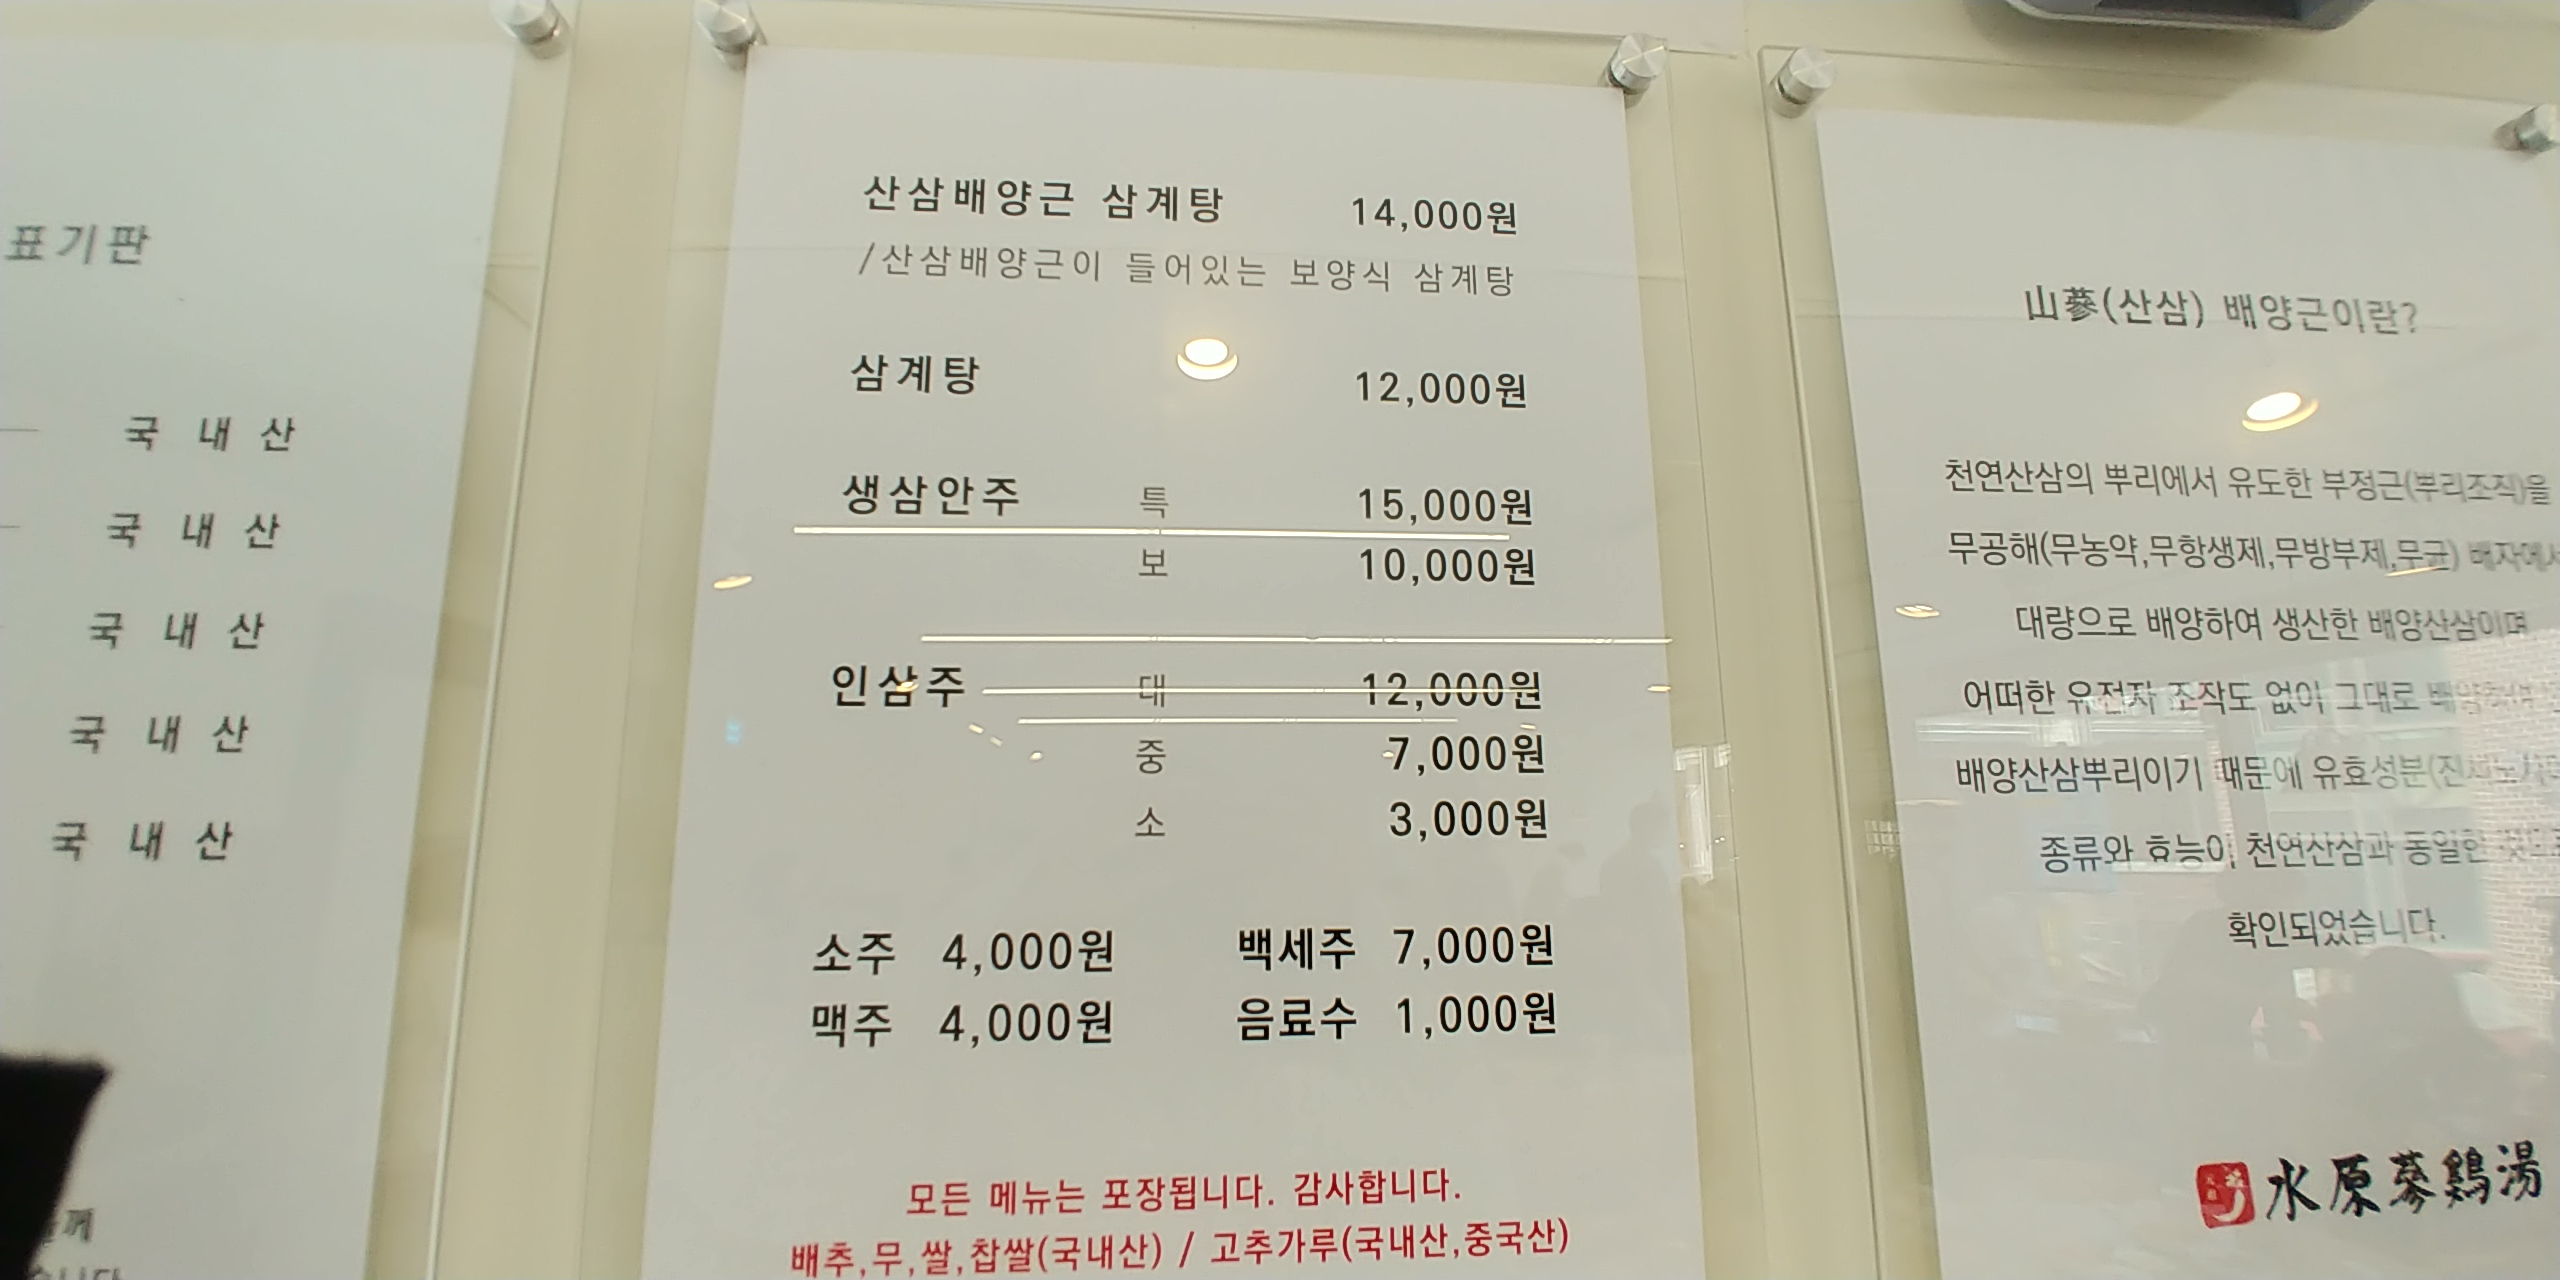 표기판
국 내 산
국 내 산
국 내 산
국 내 산
국 내 산
산삼배양근 삼계탕 14,000원
/산삼배양근이 들어있는 보양식 삼계탕
삼계탕 12,000원
생삼안주 특 15,000원
보 10,000원
인삼주 대 12,000원
중 7,000원
소 3,000원
소주 4,000원 백세주 7,000원
맥주 4,000원 음료수 1,000원
모든 메뉴는 포장됩니다. 감사합니다.
배추,무,쌀,찹쌀(국내산) / 고추가루(국내산,중국산)
山蔘(산삼) 배양근이란?
천연산삼의 뿌리에서 유도한 부정근(뿌리조직)을
무공해(무농약,무항생제,무방부제,무균) 배지에서
대량으로 배양하여 생산한 배양산삼이며
어떠한 유전자 조작도 없이 그대로 배양하여
배양산삼뿌리이기 때문에 유효성분
종류와 효능이 천연산삼과 동일한
확인되었습니다.
水原蔘鷄湯